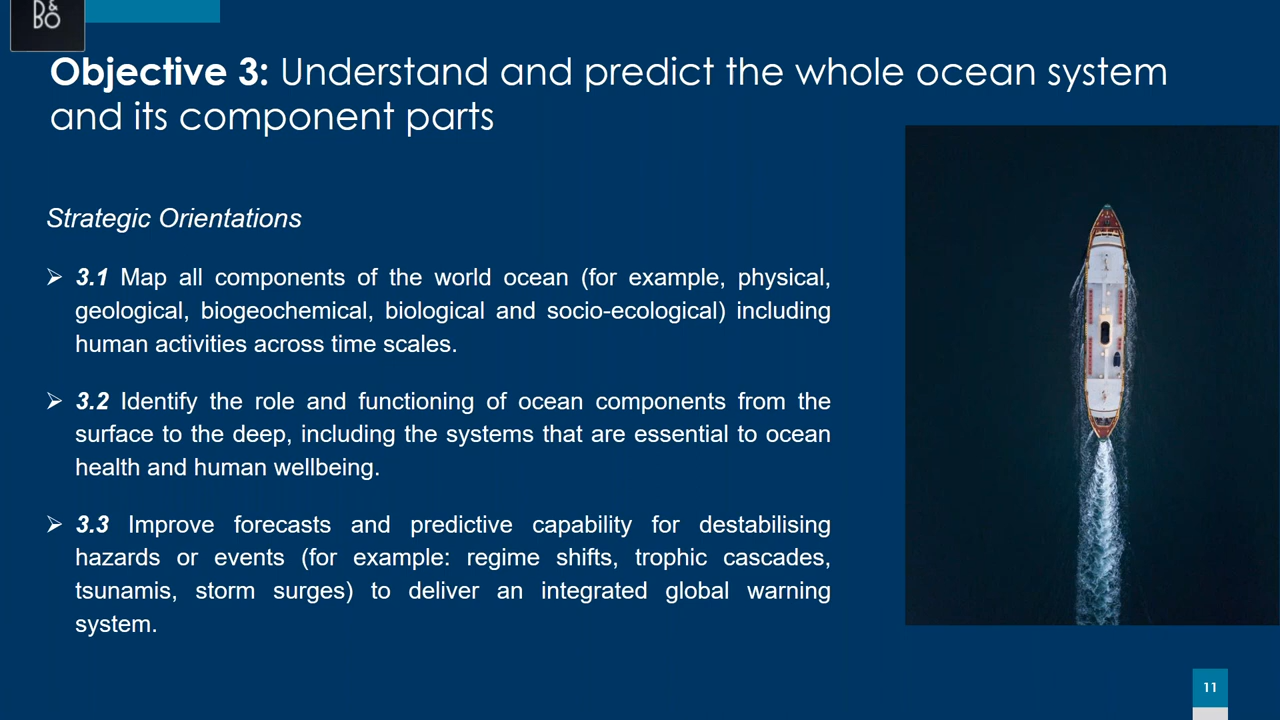 B&O
Objective 3: Understand and predict the whole ocean system
and its component parts
Strategic Orientations
➢ 3.1 Map all components of the world ocean (for example, physical,
geological, biogeochemical, biological and socio-ecological) including
human activities across time scales.
➢ 3.2 Identify the role and functioning of ocean components from the
surface to the deep, including the systems that are essential to ocean
health and human wellbeing.
➢ 3.3 Improve forecasts and predictive capability for destabilising
hazards or events (for example: regime shifts, trophic cascades,
tsunamis, storm surges) to deliver an integrated global warning
system.
11